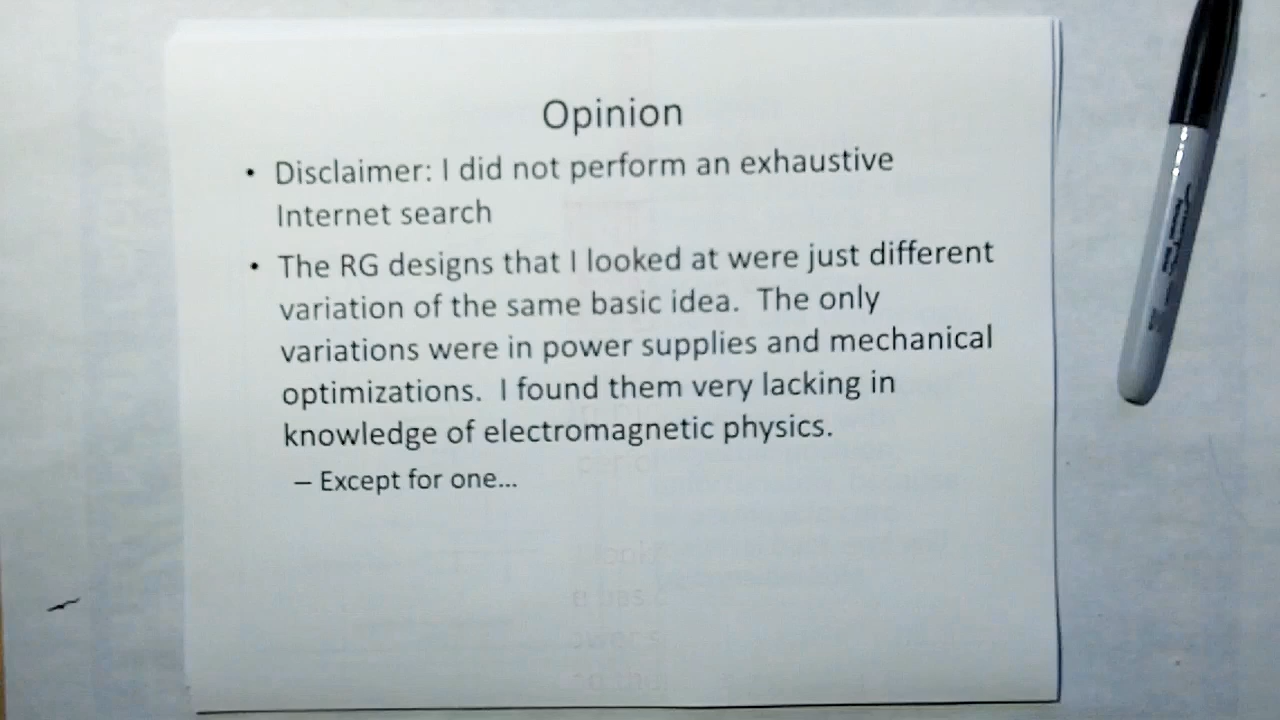 Opinion
• Disclaimer: I did not perform an exhaustive
Internet search
• The RG designs that I looked at were just different
variation of the same basic idea.  The only
variations were in power supplies and mechanical
optimizations.  I found them very lacking in
knowledge of electromagnetic physics.
– Except for one...